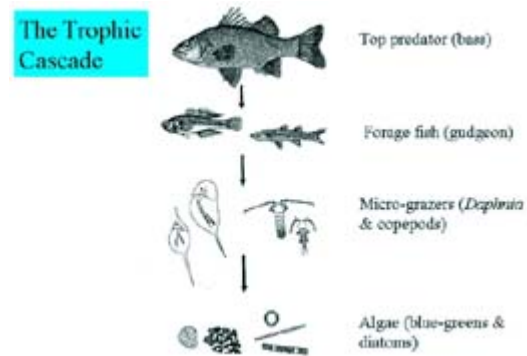 The Trophic
Cascade
Top predator (bass)
Forage fish (gudgeon)
Micro-grazers (Daphnia
& copepods)
Algae (blue-greens &
diatoms)